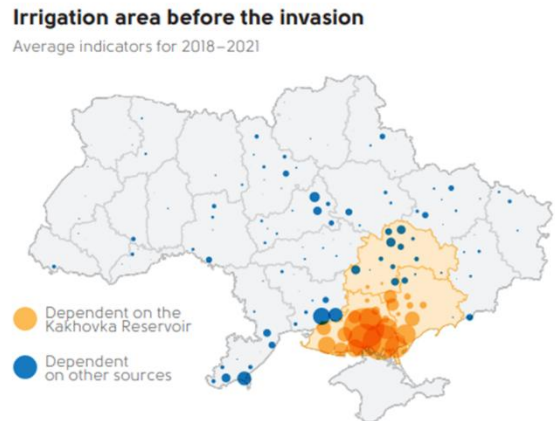 Irrigation area before the invasion
Average indicators for 2018–2021
Dependent on the
Kakhovka Reservoir
Dependent
on other sources